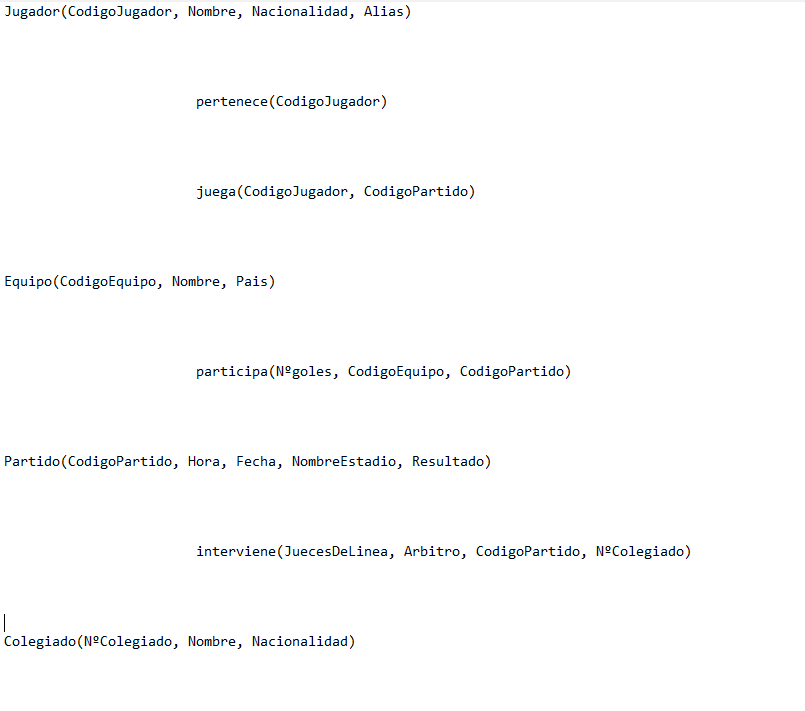 Jugador(CodigoJugador, Nombre, Nacionalidad, Alias)
pertenece(CodigoJugador)
juega(CodigoJugador, CodigoPartido)
Equipo(CodigoEquipo, Nombre, Pais)
participa(Nºgoles, CodigoEquipo, CodigoPartido)
Partido(CodigoPartido, Hora, Fecha, NombreEstadio, Resultado)
interviene(JuecesDeLinea, Arbitro, CodigoPartido, NºColegiado)
Colegiado(NºColegiado, Nombre, Nacionalidad)